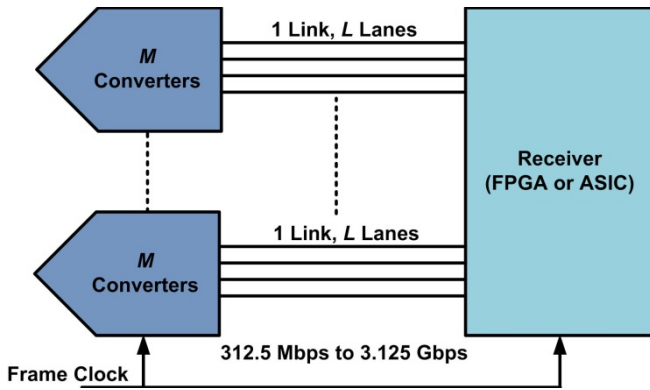 1 Link, L Lanes
M
Converters
Receiver
(FPGA or ASIC)
1 Link, L Lanes
M
Converters
312.5 Mbps to 3.125 Gbps
Frame Clock